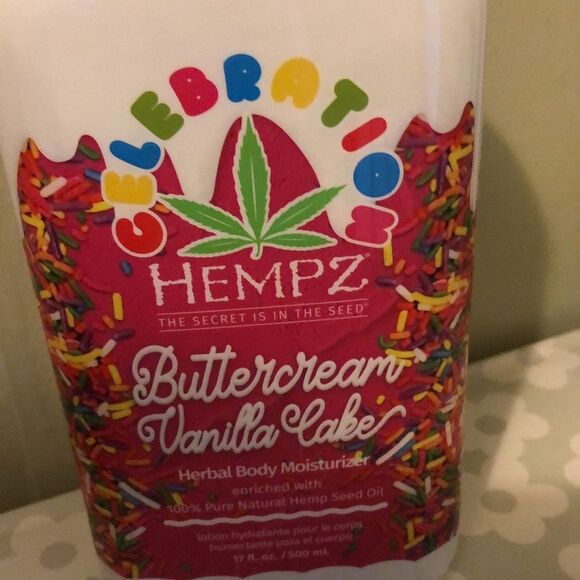 CELEBRATION
HEMPZ
THE SECRET IS IN THE SEED®
Buttercream
Vanilla Cake
Herbal Body Moisturizer
enriched with
100% Pure Natural Hemp Seed Oil
lotion hydratante pour le corps
humectante para el cuerpo
17 fl. oz. / 500 mL